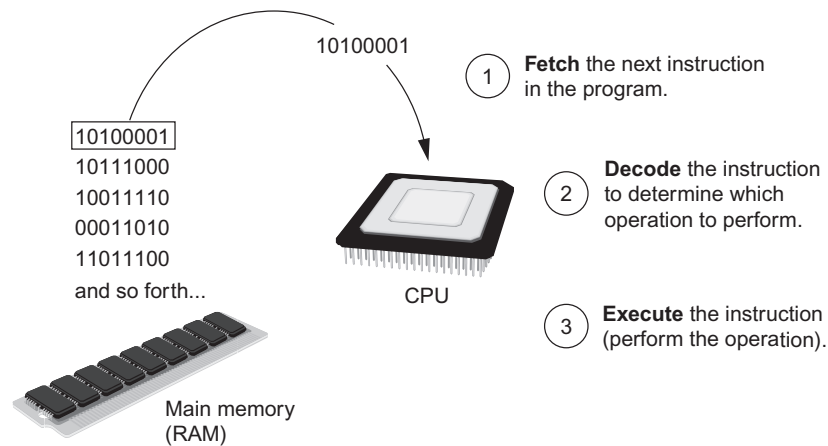 10100001
1 Fetch the next instruction
in the program.
10100001
10111000
10011110
00011010
11011100
and so forth...
2 Decode the instruction
to determine which
operation to perform.
CPU
3 Execute the instruction
(perform the operation).
Main memory
(RAM)